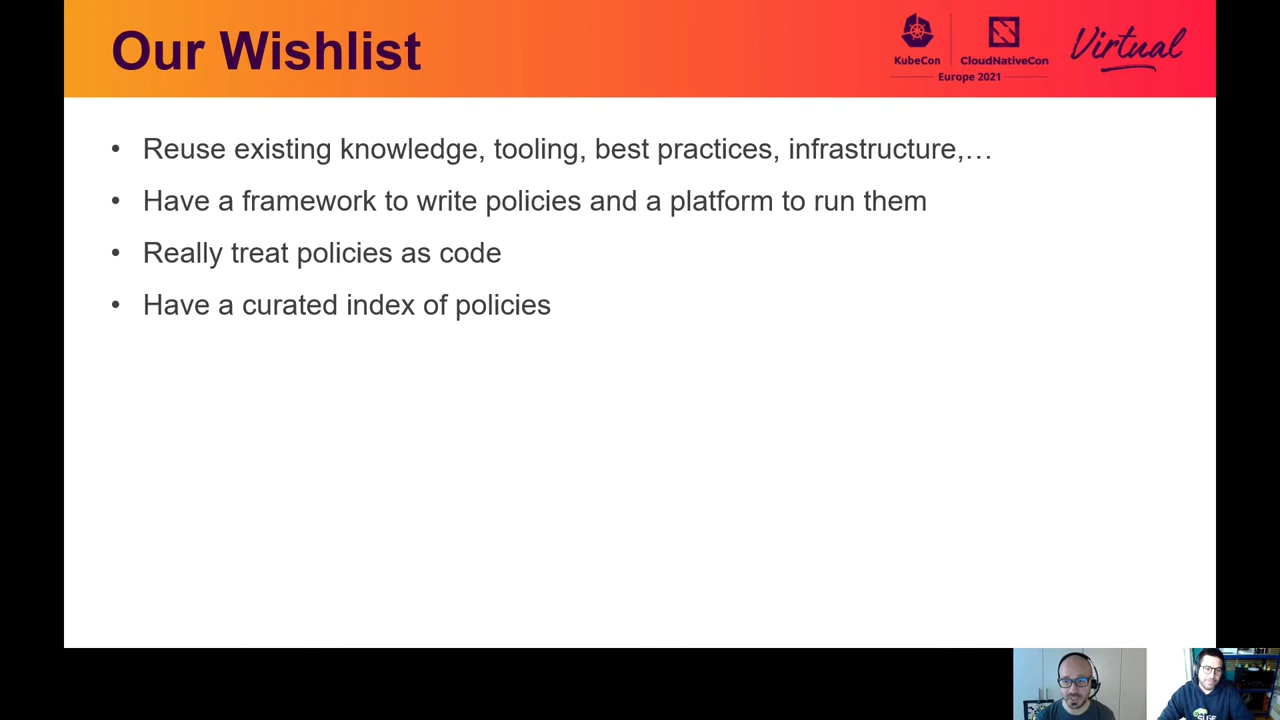 Our Wishlist
KubeCon
CloudNativeCon
Europe 2021
Virtual
• Reuse existing knowledge, tooling, best practices, infrastructure,…
• Have a framework to write policies and a platform to run them
• Really treat policies as code
• Have a curated index of policies
SUSE